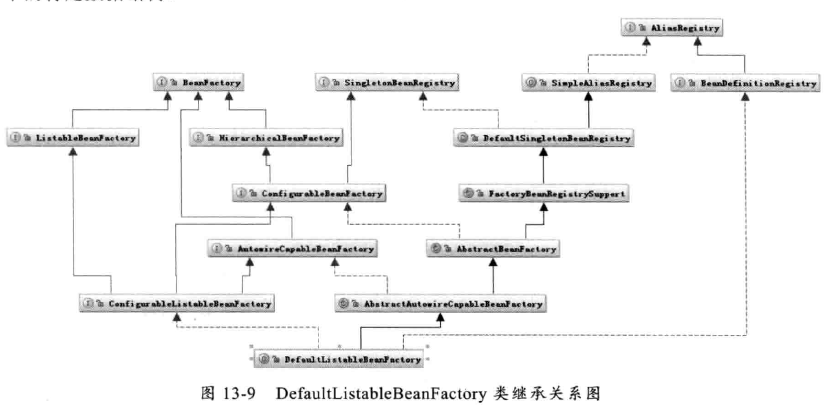 AliasRegistry
BeanFactory SingletonBeanRegistry SimpleAliasRegistry BeanDefinitionRegistry
ListableBeanFactory HierarchicalBeanFactory DefaultSingletonBeanRegistry
ConfigurableBeanFactory FactoryBeanRegistrySupport
AutowireCapableBeanFactory AbstractBeanFactory
ConfigurableListableBeanFactory AbstractAutowireCapableBeanFactory
DefaultListableBeanFactory
图 13-9 DefaultListableBeanFactory 类继承关系图